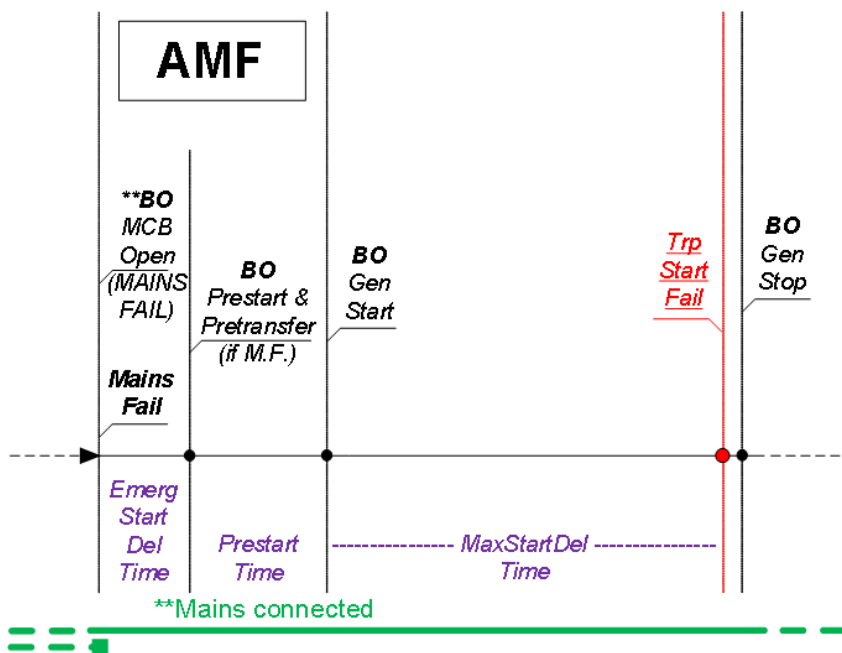 AMF
**BO
MCB
Open
(MAINS
FAIL)
BO
Prestart &
Pretransfer
(if M.F.)
BO
Gen
Start
Trp
Start
Fail
BO
Gen
Stop
Mains
Fail
Emerg
Start
Del
Time
Prestart
Time
MaxStartDel
Time
**Mains connected